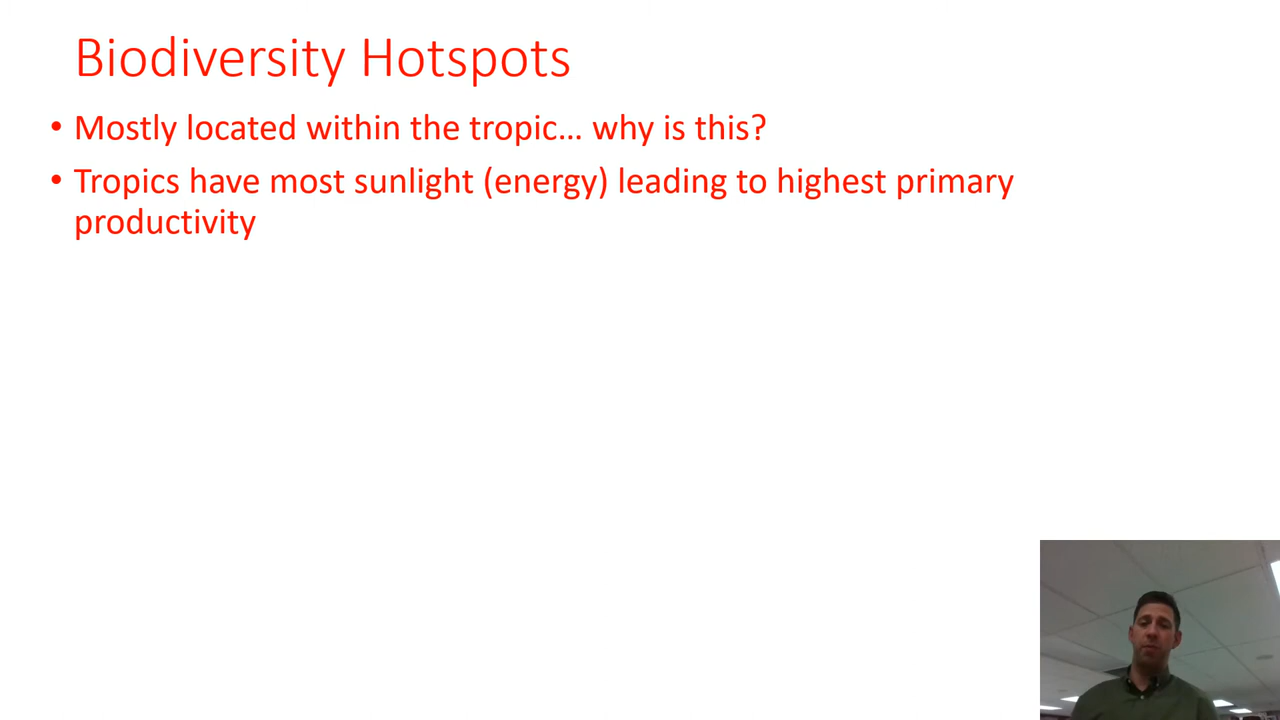 Biodiversity Hotspots
• Mostly located within the tropic… why is this?
• Tropics have most sunlight (energy) leading to highest primary
productivity